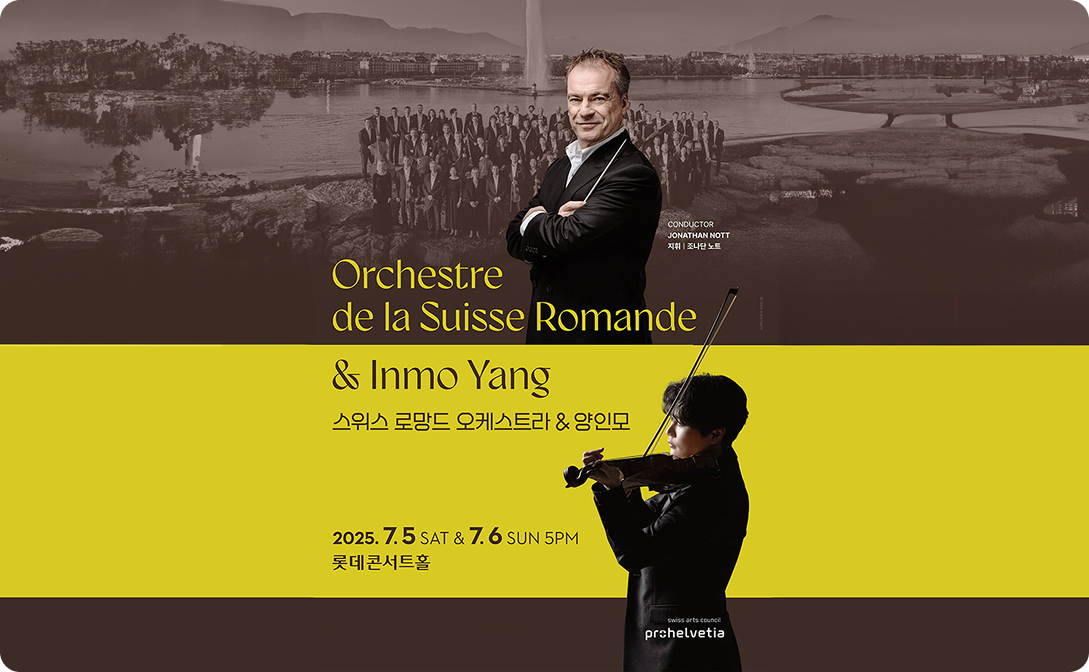 CONDUCTOR
JONATHAN NOTT
지휘 | 조나단 노트
Orchestre
de la Suisse Romande
& Inmo Yang
스위스 로망드 오케스트라 & 양인모
2025. 7. 5 SAT & 7. 6 SUN 5PM
롯데콘서트홀
swiss arts council
prohelvetia